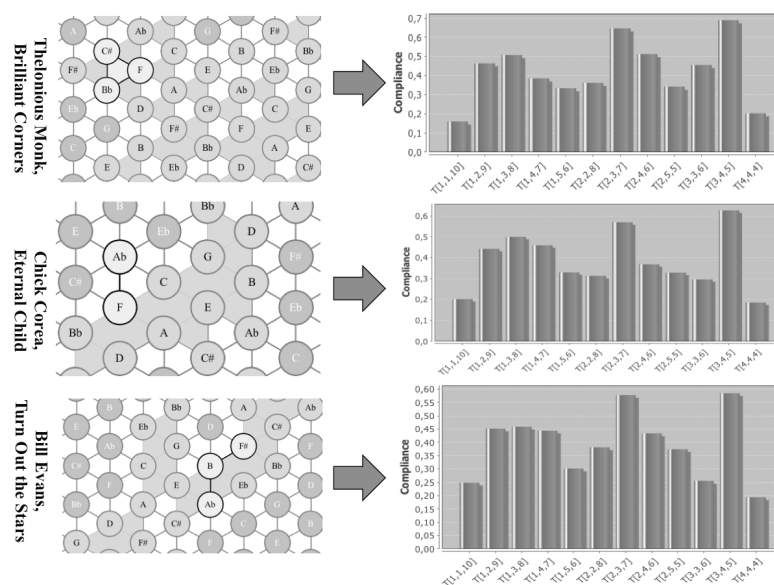 Thelonious Monk,
Brilliant Corners
A Ab G F#
C# C B Bb
F# F E Eb
Bb A Ab G
Eb D C# C
G F# F E
C B Bb A
E Eb D C#
Compliance
0,7
0,6
0,5
0,4
0,3
0,2
0,1
0,0
T[1,1,10] T[1,2,9] T[1,3,8] T[1,4,7] T[1,5,6] T[2,2,8] T[2,3,7] T[2,4,6] T[2,5,5] T[3,3,6] T[3,4,5] T[4,4,4]
Chick Corea,
Eternal Child
B Bb A
E Eb D
Ab G F#
C# C B
F E Eb
Bb A Ab
D C# C
Compliance
0,6
0,5
0,4
0,3
0,2
0,1
0,0
T[1,1,10] T[1,2,9] T[1,3,8] T[1,4,7] T[1,5,6] T[2,2,8] T[2,3,7] T[2,4,6] T[2,5,5] T[3,3,6] T[3,4,5] T[4,4,4]
Bill Evans,
Turn Out the Stars
B Bb A Ab
E Eb D C#
Ab G F# F
C# C B Bb
F E Eb D
Bb A Ab G
D C# C B
G F# F E
Compliance
0,60
0,55
0,50
0,45
0,40
0,35
0,30
0,25
0,20
0,15
0,10
0,05
0,00
T[1,1,10] T[1,2,9] T[1,3,8] T[1,4,7] T[1,5,6] T[2,2,8] T[2,3,7] T[2,4,6] T[2,5,5] T[3,3,6] T[3,4,5] T[4,4,4]